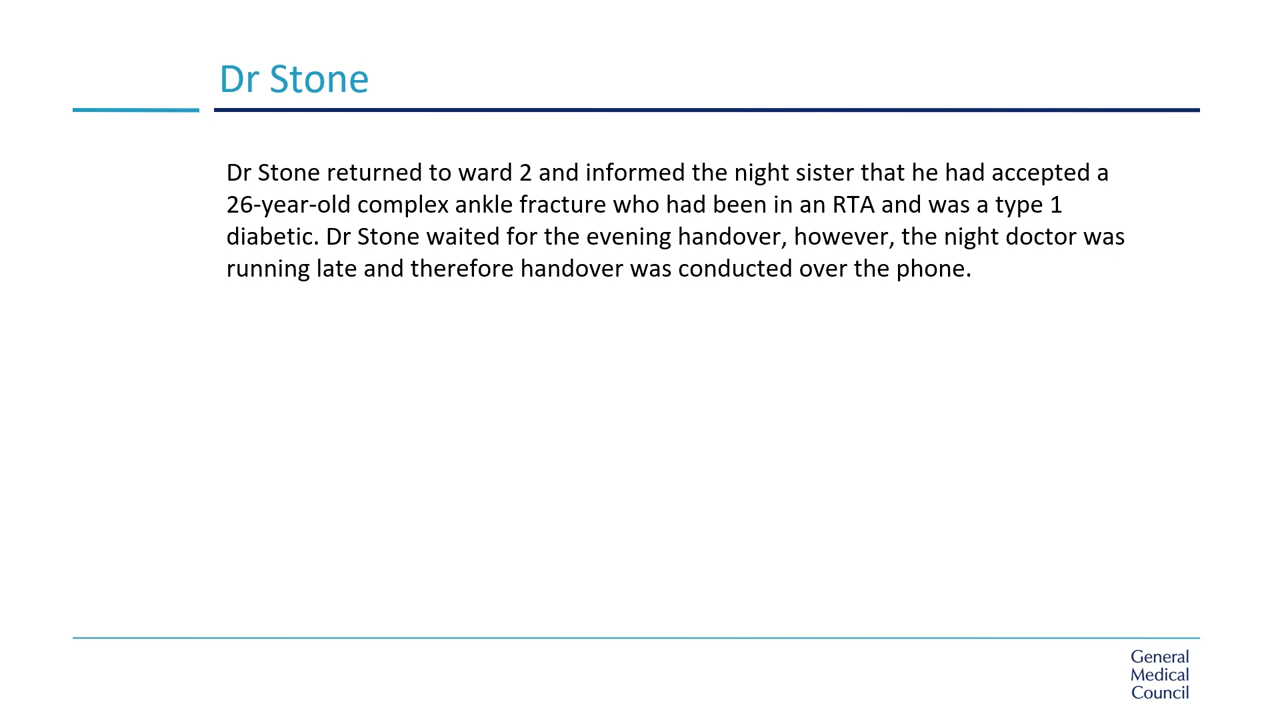 Dr Stone
Dr Stone returned to ward 2 and informed the night sister that he had accepted a
26-year-old complex ankle fracture who had been in an RTA and was a type 1
diabetic. Dr Stone waited for the evening handover, however, the night doctor was
running late and therefore handover was conducted over the phone.
General
Medical
Council